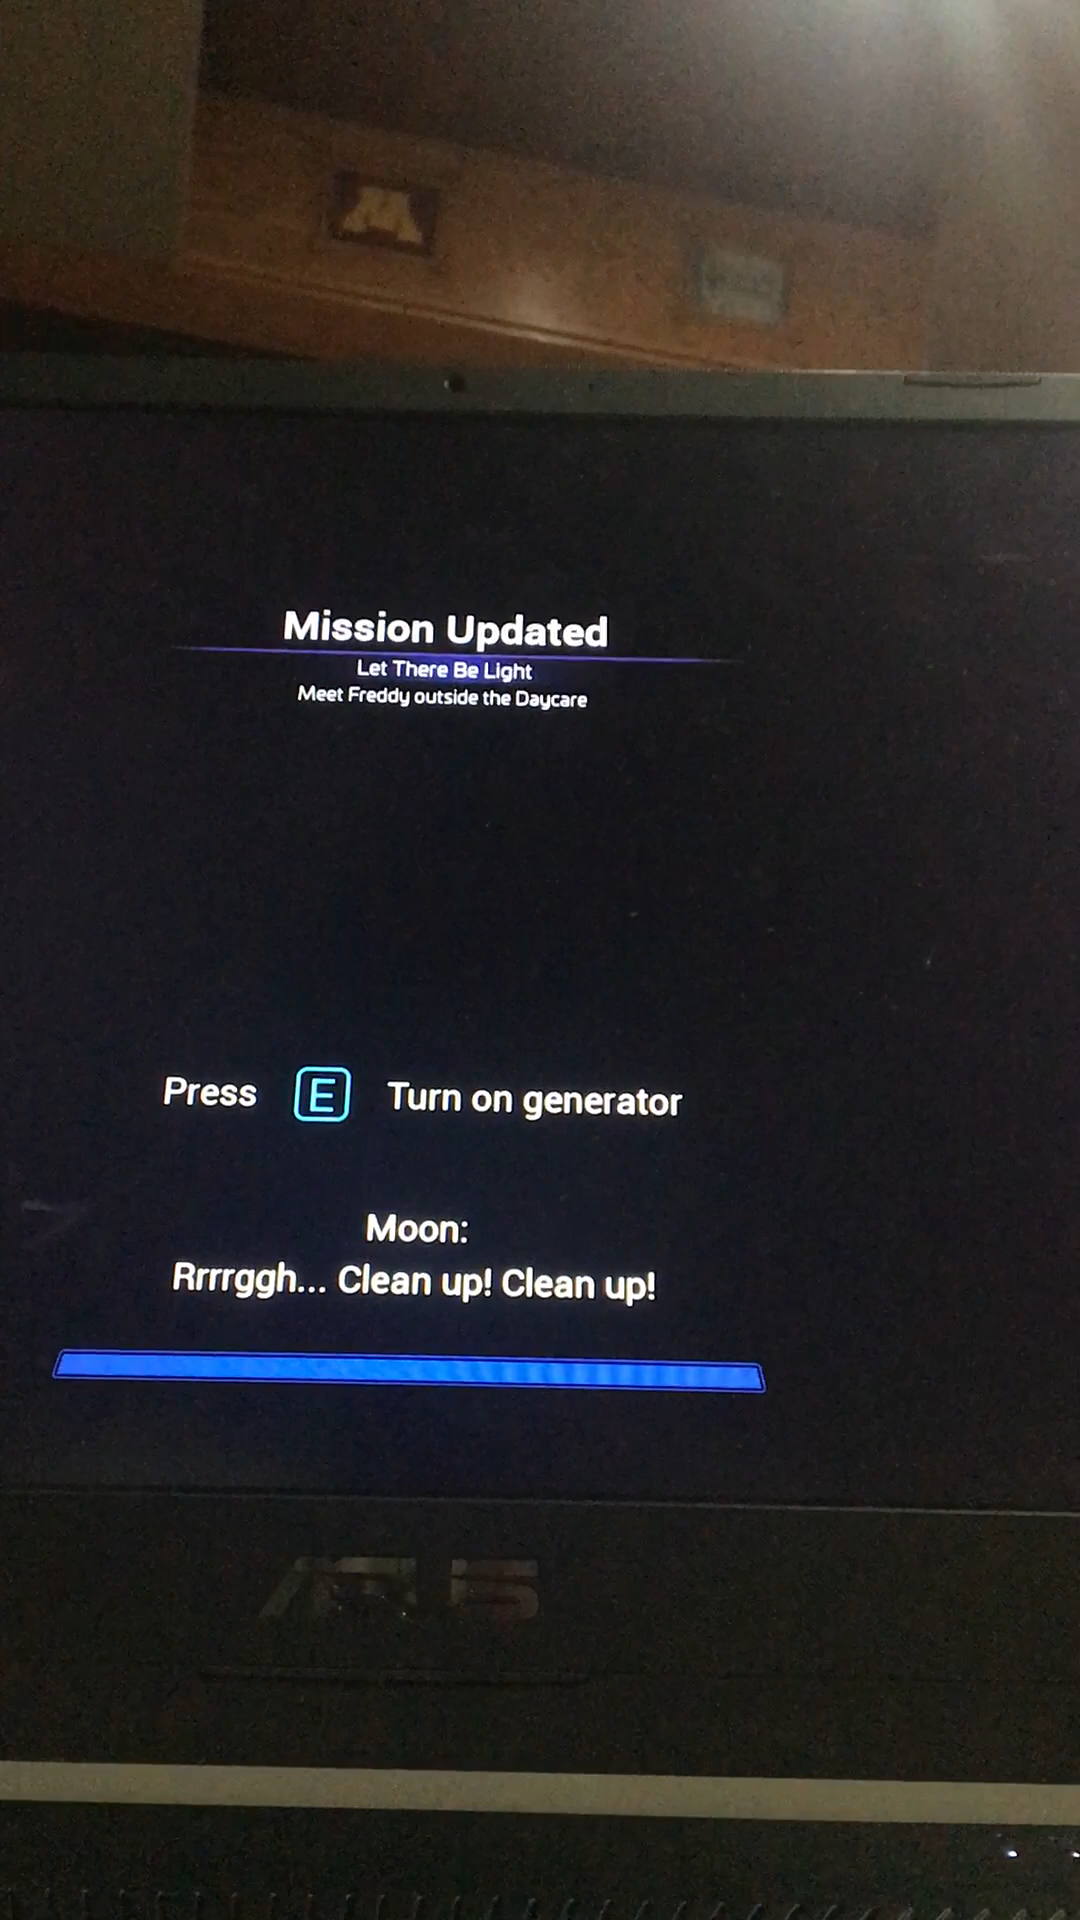 Mission Updated
Let There Be Light
Meet Freddy outside the Daycare
Press E Turn on generator
Moon:
Rrrrggh... Clean up! Clean up!